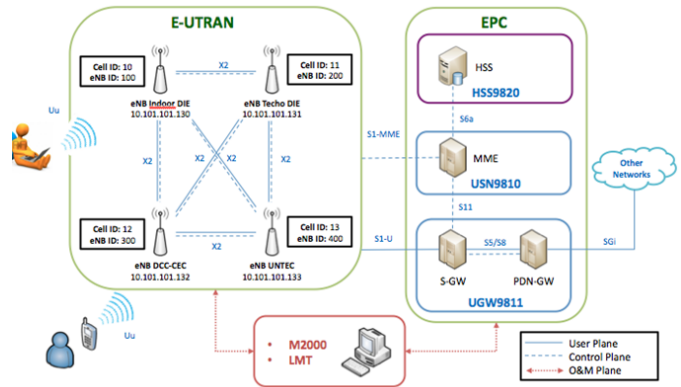 E-UTRAN
EPC
Cell ID: 10
eNB ID: 100
X2
Cell ID: 11
eNB ID: 200
HSS
HSS9820
eNB Indoor DIE
10.101.101.130
eNB Techo DIE
10.101.101.131
Uu
S6a
S1-MME
MME
USN9810
Other
Networks
X2
X2
X2
X2
S11
Cell ID: 12
eNB ID: 300
X2
Cell ID: 13
eNB ID: 400
S1-U
S5/S8
SGi
eNB DCC-CEC
10.101.101.132
eNB UNTEC
10.101.101.133
S-GW
PDN-GW
UGW9811
Uu
• M2000
• LMT
User Plane
Control Plane
O&M Plane